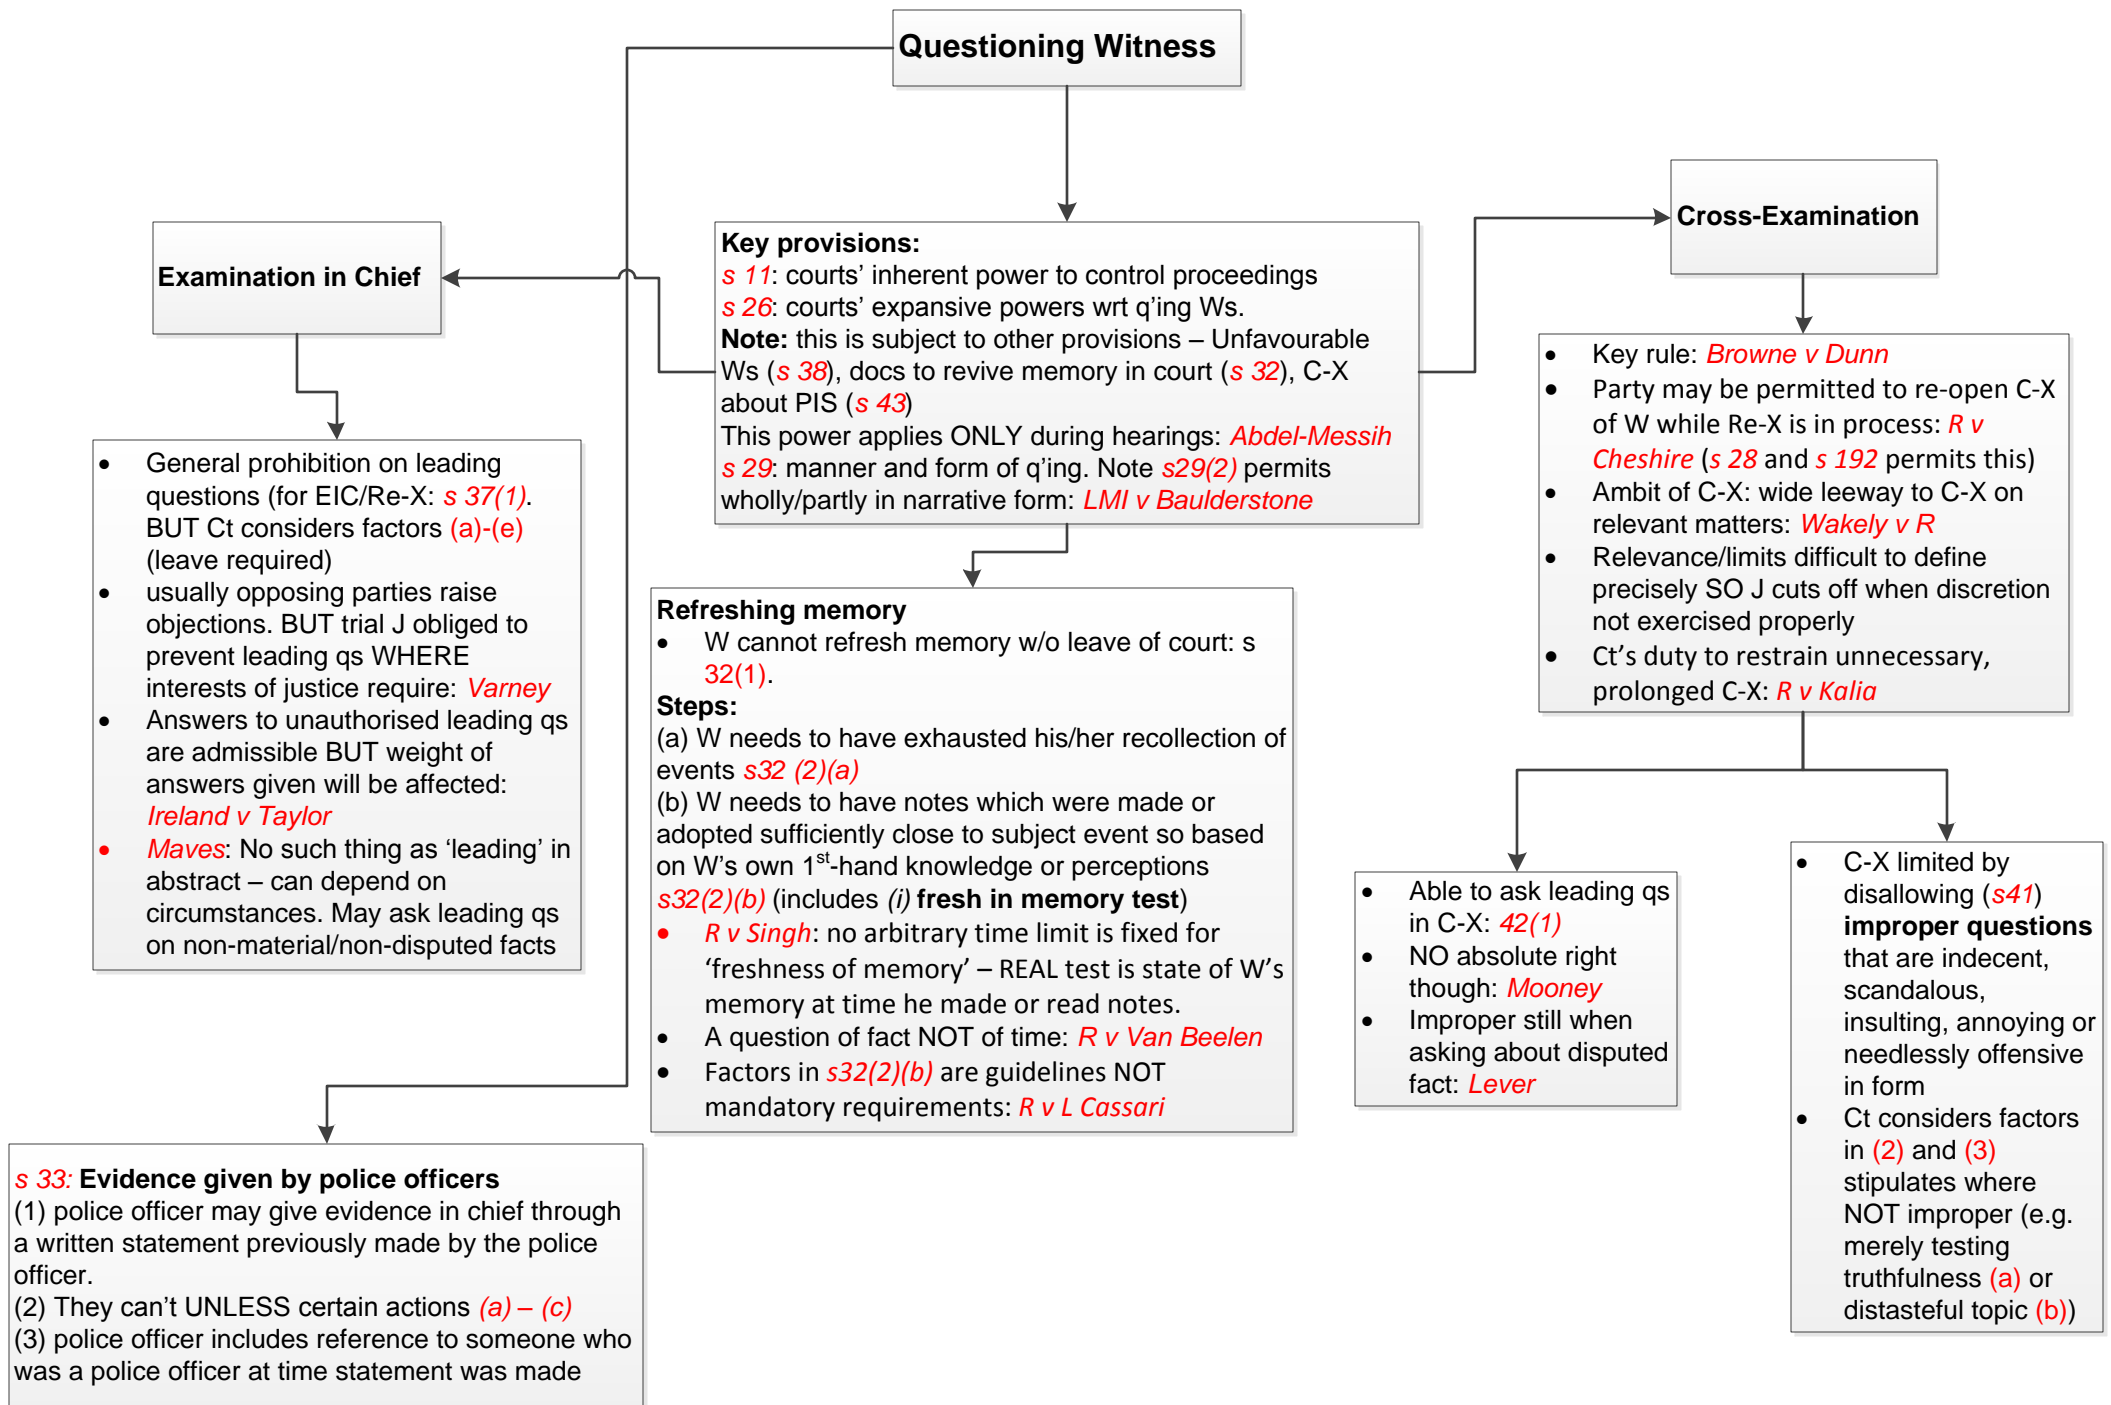 Questioning Witness
Examination in Chief
Key provisions:
s 11: courts’ inherent power to control proceedings
s 26: courts’ expansive powers wrt q’ing Ws.
Note: this is subject to other provisions – Unfavourable
Ws (s 38), docs to revive memory in court (s 32), C-X
about PIS (s 43)
This power applies ONLY during hearings: Abdel-Messih
s 29: manner and form of q’ing. Note s29(2) permits
wholly/partly in narrative form: LMI v Baulderstone
Cross-Examination
• General prohibition on leading
questions (for EIC/Re-X: s 37(1).
BUT Ct considers factors (a)-(e)
(leave required)
• usually opposing parties raise
objections. BUT trial J obliged to
prevent leading qs WHERE
interests of justice require: Varney
• Answers to unauthorised leading qs
are admissible BUT weight of
answers given will be affected:
Ireland v Taylor
• Maves: No such thing as ‘leading’ in
abstract – can depend on
circumstances. May ask leading qs
on non-material/non-disputed facts
Refreshing memory
• W cannot refresh memory w/o leave of court: s
32(1).
Steps:
(a) W needs to have exhausted his/her recollection of
events s32 (2)(a)
(b) W needs to have notes which were made or
adopted sufficiently close to subject event so based
on W’s own 1st-hand knowledge or perceptions
s32(2)(b) (includes (i) fresh in memory test)
• R v Singh: no arbitrary time limit is fixed for
‘freshness of memory’ – REAL test is state of W’s
memory at time he made or read notes.
• A question of fact NOT of time: R v Van Beelen
• Factors in s32(2)(b) are guidelines NOT
mandatory requirements: R v L Cassari
• Key rule: Browne v Dunn
• Party may be permitted to re-open C-X
of W while Re-X is in process: R v
Cheshire (s 28 and s 192 permits this)
• Ambit of C-X: wide leeway to C-X on
relevant matters: Wakely v R
• Relevance/limits difficult to define
precisely SO J cuts off when discretion
not exercised properly
• Ct’s duty to restrain unnecessary,
prolonged C-X: R v Kalia
• Able to ask leading qs
in C-X: 42(1)
• NO absolute right
though: Mooney
• Improper still when
asking about disputed
fact: Lever
• C-X limited by
disallowing (s41)
improper questions
that are indecent,
scandalous,
insulting, annoying or
needlessly offensive
in form
• Ct considers factors
in (2) and (3)
stipulates where
NOT improper (e.g.
merely testing
truthfulness (a) or
distasteful topic (b))
s 33: Evidence given by police officers
(1) police officer may give evidence in chief through
a written statement previously made by the police
officer.
(2) They can’t UNLESS certain actions (a) – (c)
(3) police officer includes reference to someone who
was a police officer at time statement was made